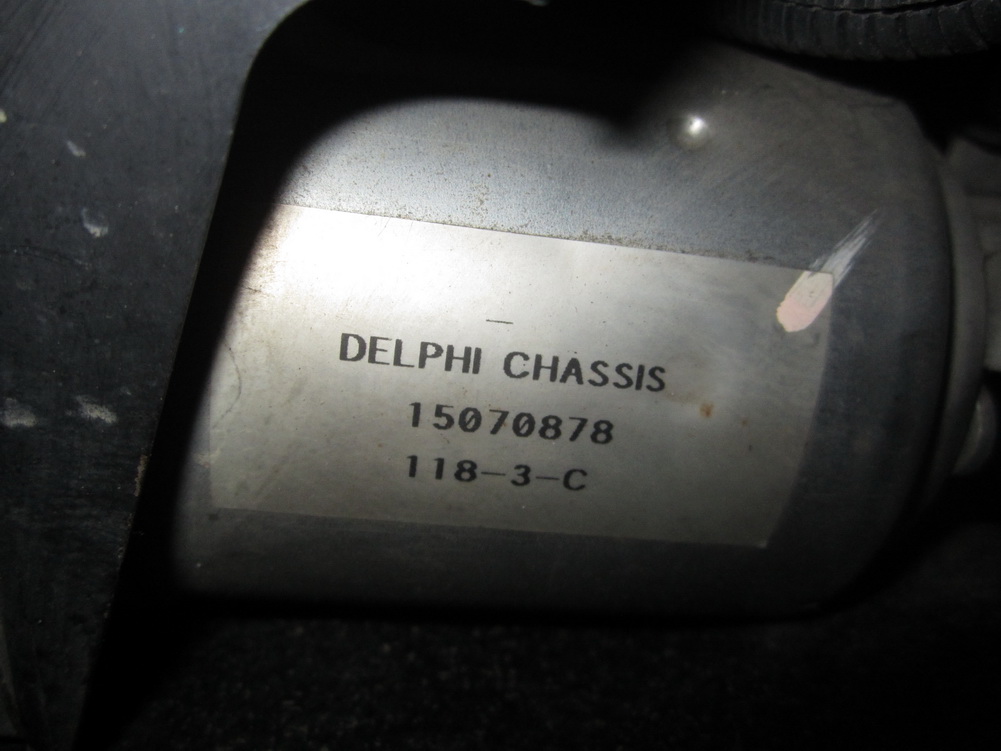 DELPHI CHASSIS
15070878
118-3-C